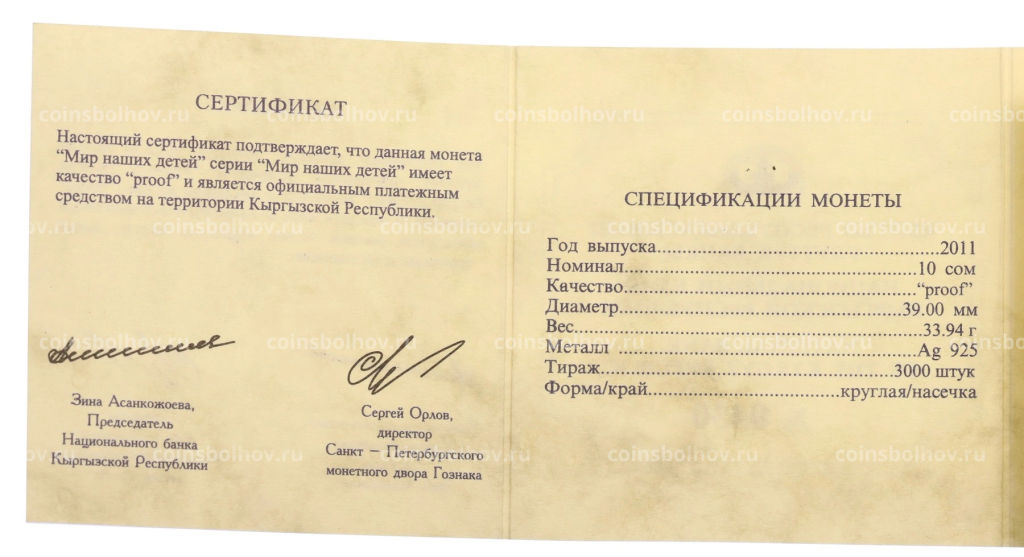 СЕРТИФИКАТ
Настоящий сертификат подтверждает, что данная монета
“Мир наших детей” серии “Мир наших детей” имеет
качество “proof” и является официальным платежным
средством на территории Кыргызской Республики.
Зина Асанкожоева,
Председатель
Национального банка
Кыргызской Республики
Сергей Орлов,
директор
Санкт – Петербургского
монетного двора Гознака
СПЕЦИФИКАЦИИ МОНЕТЫ
Год выпуска...............................................2011
Номинал.................................................10 сом
Качество.................................................“proof”
Диаметр...............................................39.00 мм
Вес..........................................................33.94 г
Металл ..................................................Ag 925
Тираж.................................................3000 штук
Форма/край................................круглая/насечка
coinsbolhov.ru